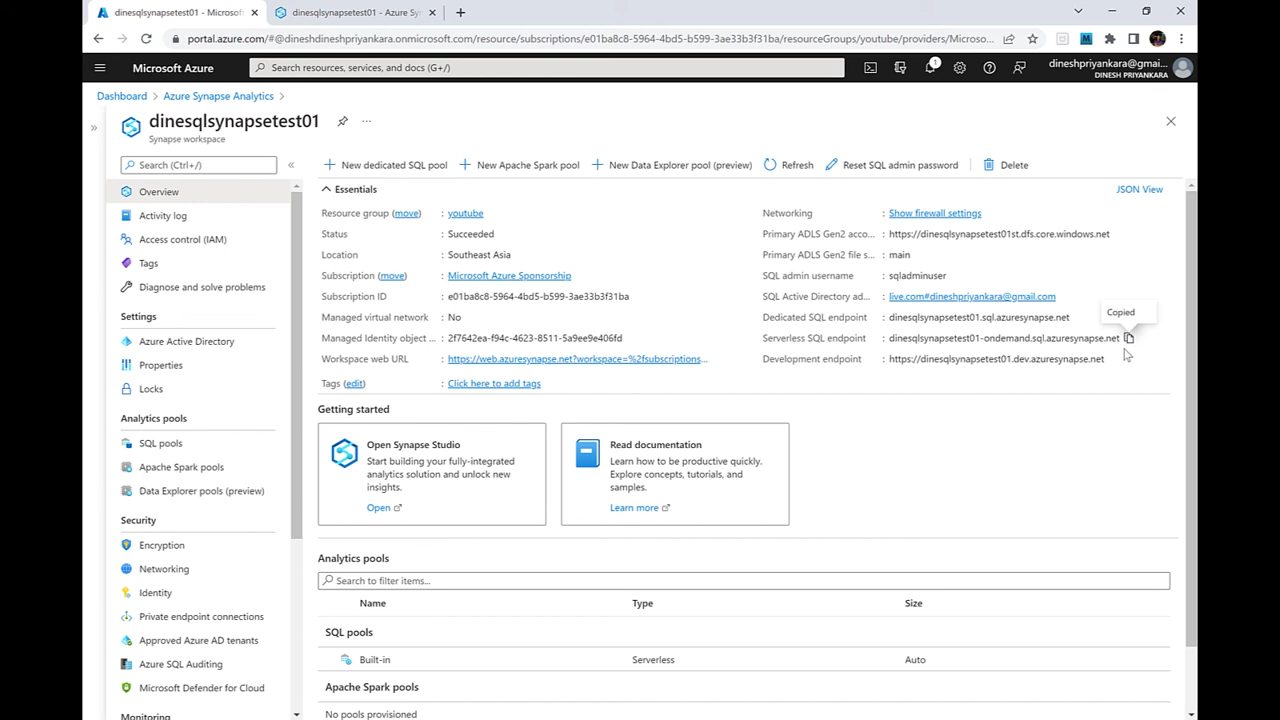 dinesqlsynapsetest01 - Microsof
dinesqlsynapsetest01 - Azure Sy
portal.azure.com/#@dineshdineshpriyankara.onmicrosoft.com/resource/subscriptions/e01ba8c8-5964-4bd5-b599-3ae33b3f31ba/resourceGroups/youtube/providers/Microso...
Microsoft Azure
Search resources, services, and docs (G+/)
1
dineshpriyankara@gmai...
DINESH PRIYANKARA
Dashboard > Azure Synapse Analytics >
dinesqlsynapsetest01
Synapse workspace
Search (Ctrl+/)
Overview
Activity log
Access control (IAM)
Tags
Diagnose and solve problems
Settings
Azure Active Directory
Properties
Locks
Analytics pools
SQL pools
Apache Spark pools
Data Explorer pools (preview)
Security
Encryption
Networking
Identity
Private endpoint connections
Approved Azure AD tenants
Azure SQL Auditing
Microsoft Defender for Cloud
Monitoring
New dedicated SQL pool
New Apache Spark pool
New Data Explorer pool (preview)
Refresh
Reset SQL admin password
Delete
Essentials
JSON View
Resource group (move) : youtube
Status : Succeeded
Location : Southeast Asia
Subscription (move) : Microsoft Azure Sponsorship
Subscription ID : e01ba8c8-5964-4bd5-b599-3ae33b3f31ba
Managed virtual network : No
Managed Identity object ... : 2f7642ea-f94c-4623-8511-5a9ee9e406fd
Workspace web URL : https://web.azuresynapse.net?workspace=%2fsubscriptions...
Tags (edit) : Click here to add tags
Networking : Show firewall settings
Primary ADLS Gen2 acco... : https://dinesqlsynapsetest01st.dfs.core.windows.net
Primary ADLS Gen2 file s... : main
SQL admin username : sqladminuser
SQL Active Directory ad... : live.com#dineshpriyankara@gmail.com
Copied
Dedicated SQL endpoint : dinesqlsynapsetest01.sql.azuresynapse.net
Serverless SQL endpoint : dinesqlsynapsetest01-ondemand.sql.azuresynapse.net
Development endpoint : https://dinesqlsynapsetest01.dev.azuresynapse.net
Getting started
Open Synapse Studio
Start building your fully-integrated
analytics solution and unlock new
insights.
Open
Read documentation
Learn how to be productive quickly.
Explore concepts, tutorials, and
samples.
Learn more
Analytics pools
Search to filter items...
Name Type Size
SQL pools
Built-in Serverless Auto
Apache Spark pools
No pools provisioned